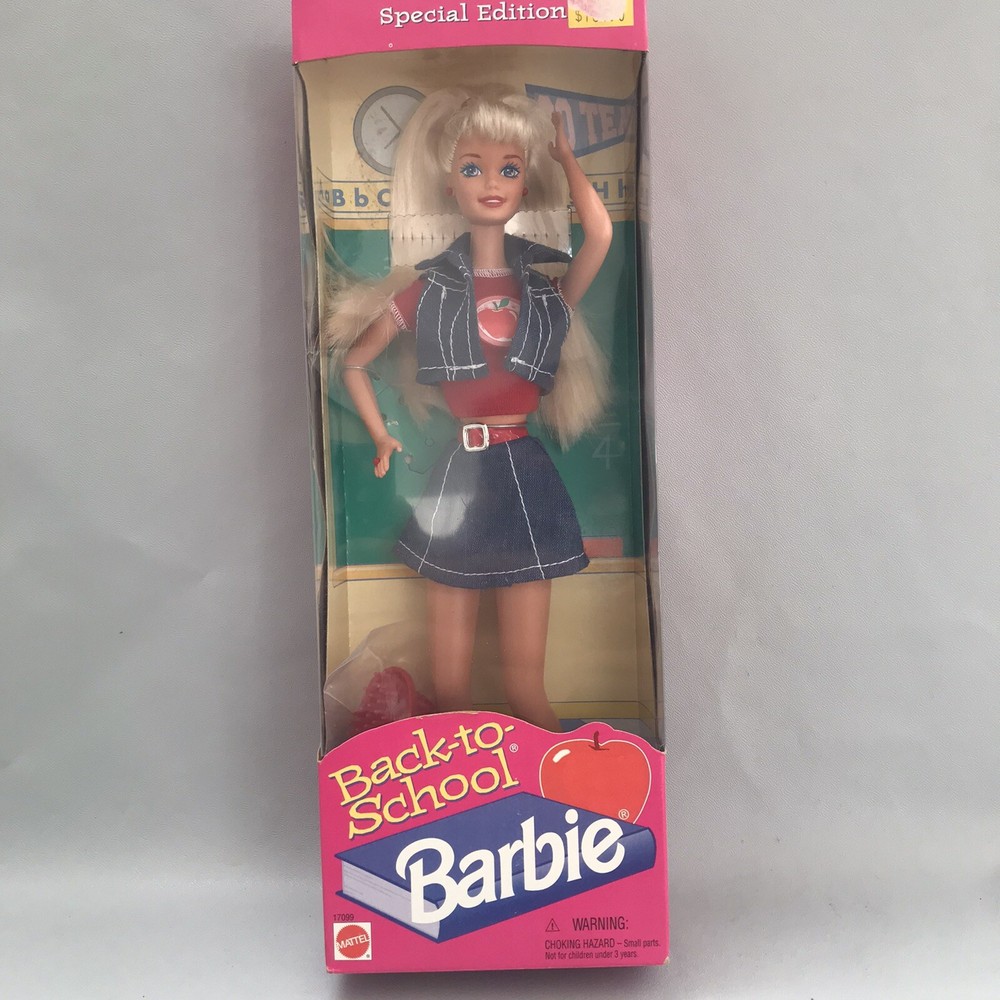 Special Edition
Back-to-
School®
Barbie®
17099
MATTEL
⚠ WARNING:
CHOKING HAZARD – Small parts.
Not for children under 3 years.